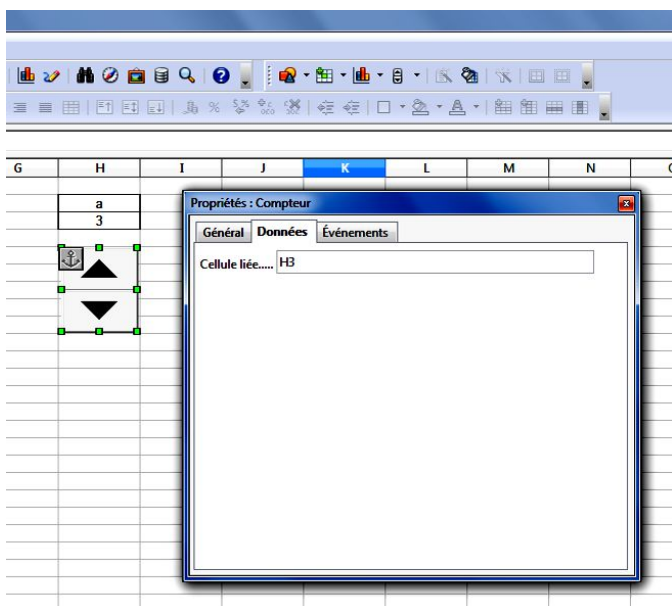 G H I J K L M N
a
3
Propriétés : Compteur
Général Données Événements
Cellule liée..... H3